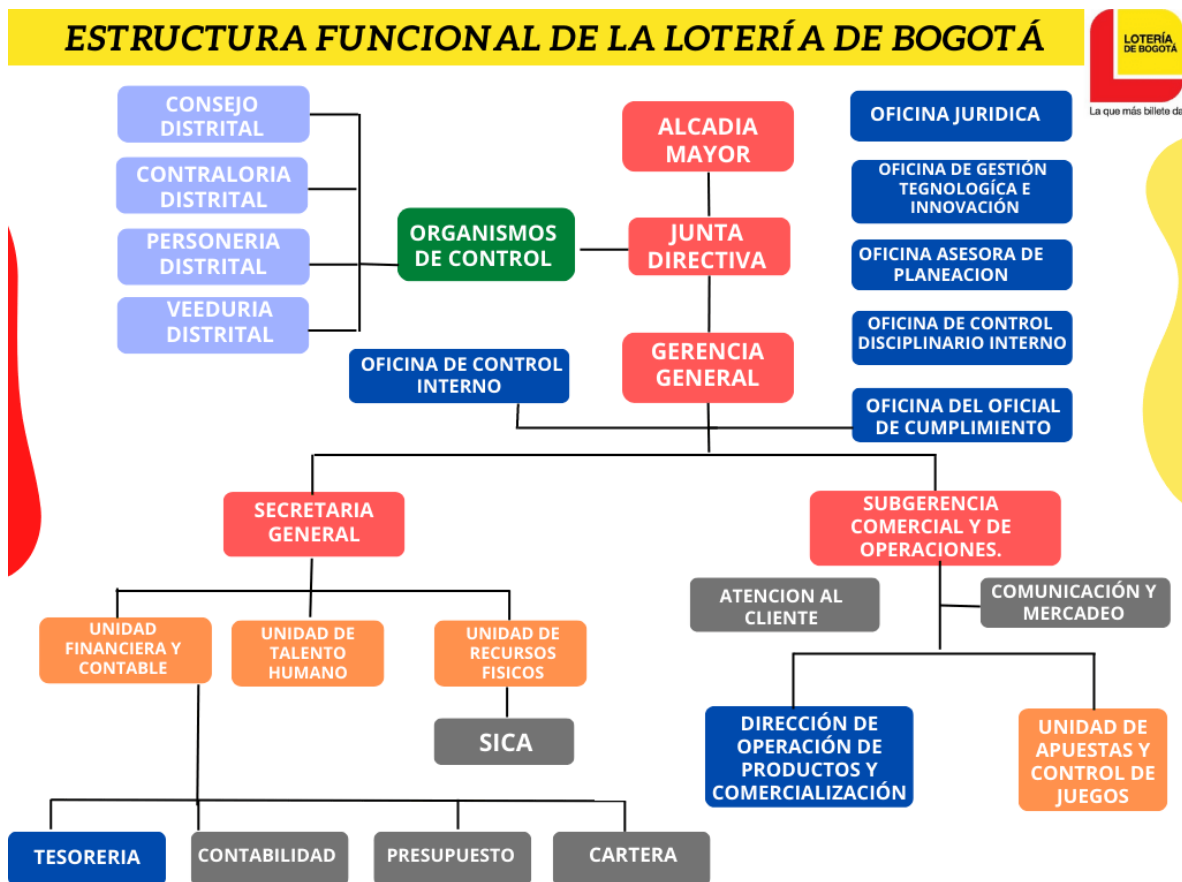 ESTRUCTURA FUNCIONAL DE LA LOTERÍA DE BOGOTÁ
LOTERÍA
DE BOGOTÁ
La que más billete da
CONSEJO
DISTRITAL
CONTRALORIA
DISTRITAL
PERSONERIA
DISTRITAL
VEEDURIA
DISTRITAL
ORGANISMOS
DE CONTROL
ALCADIA
MAYOR
JUNTA
DIRECTIVA
GERENCIA
GENERAL
OFICINA JURIDICA
OFICINA DE GESTIÓN
TEGNOLOGÍCA E
INNOVACIÓN
OFICINA ASESORA DE
PLANEACION
OFICINA DE CONTROL
DISCIPLINARIO INTERNO
OFICINA DEL OFICIAL
DE CUMPLIMIENTO
OFICINA DE CONTROL
INTERNO
SECRETARIA
GENERAL
SUBGERENCIA
COMERCIAL Y DE
OPERACIONES.
ATENCION AL
CLIENTE
COMUNICACIÓN Y
MERCADEO
UNIDAD
FINANCIERA Y
CONTABLE
UNIDAD DE
TALENTO
HUMANO
UNIDAD DE
RECURSOS
FISICOS
SICA
DIRECCIÓN DE
OPERACIÓN DE
PRODUCTOS Y
COMERCIALIZACIÓN
UNIDAD DE
APUESTAS Y
CONTROL DE
JUEGOS
TESORERIA
CONTABILIDAD
PRESUPUESTO
CARTERA